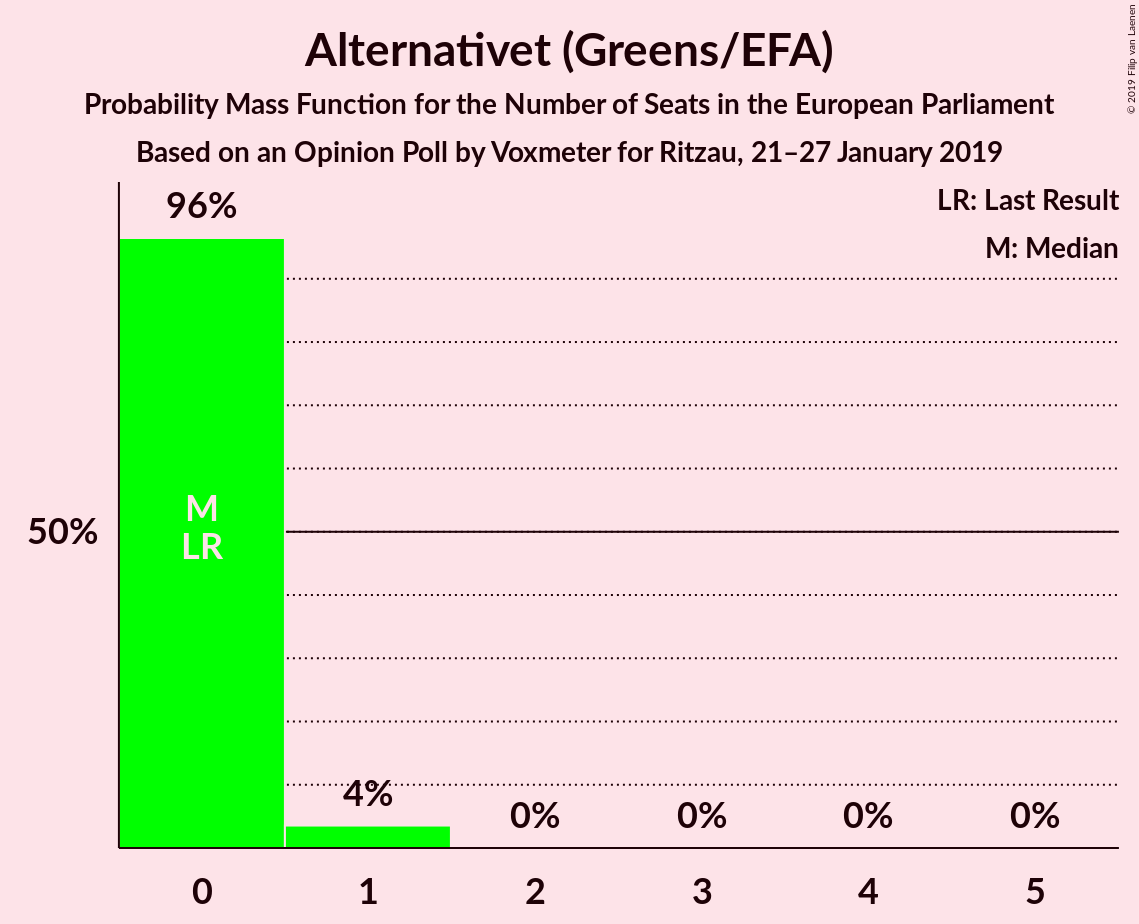 Alternativet (Greens/EFA)
Probability Mass Function for the Number of Seats in the European Parliament
Based on an Opinion Poll by Voxmeter for Ritzau, 21–27 January 2019
© 2019 Filip van Laenen
LR: Last Result
M: Median
96%
M
LR
50%
4%
0%
0%
0%
0%
0
1
2
3
4
5